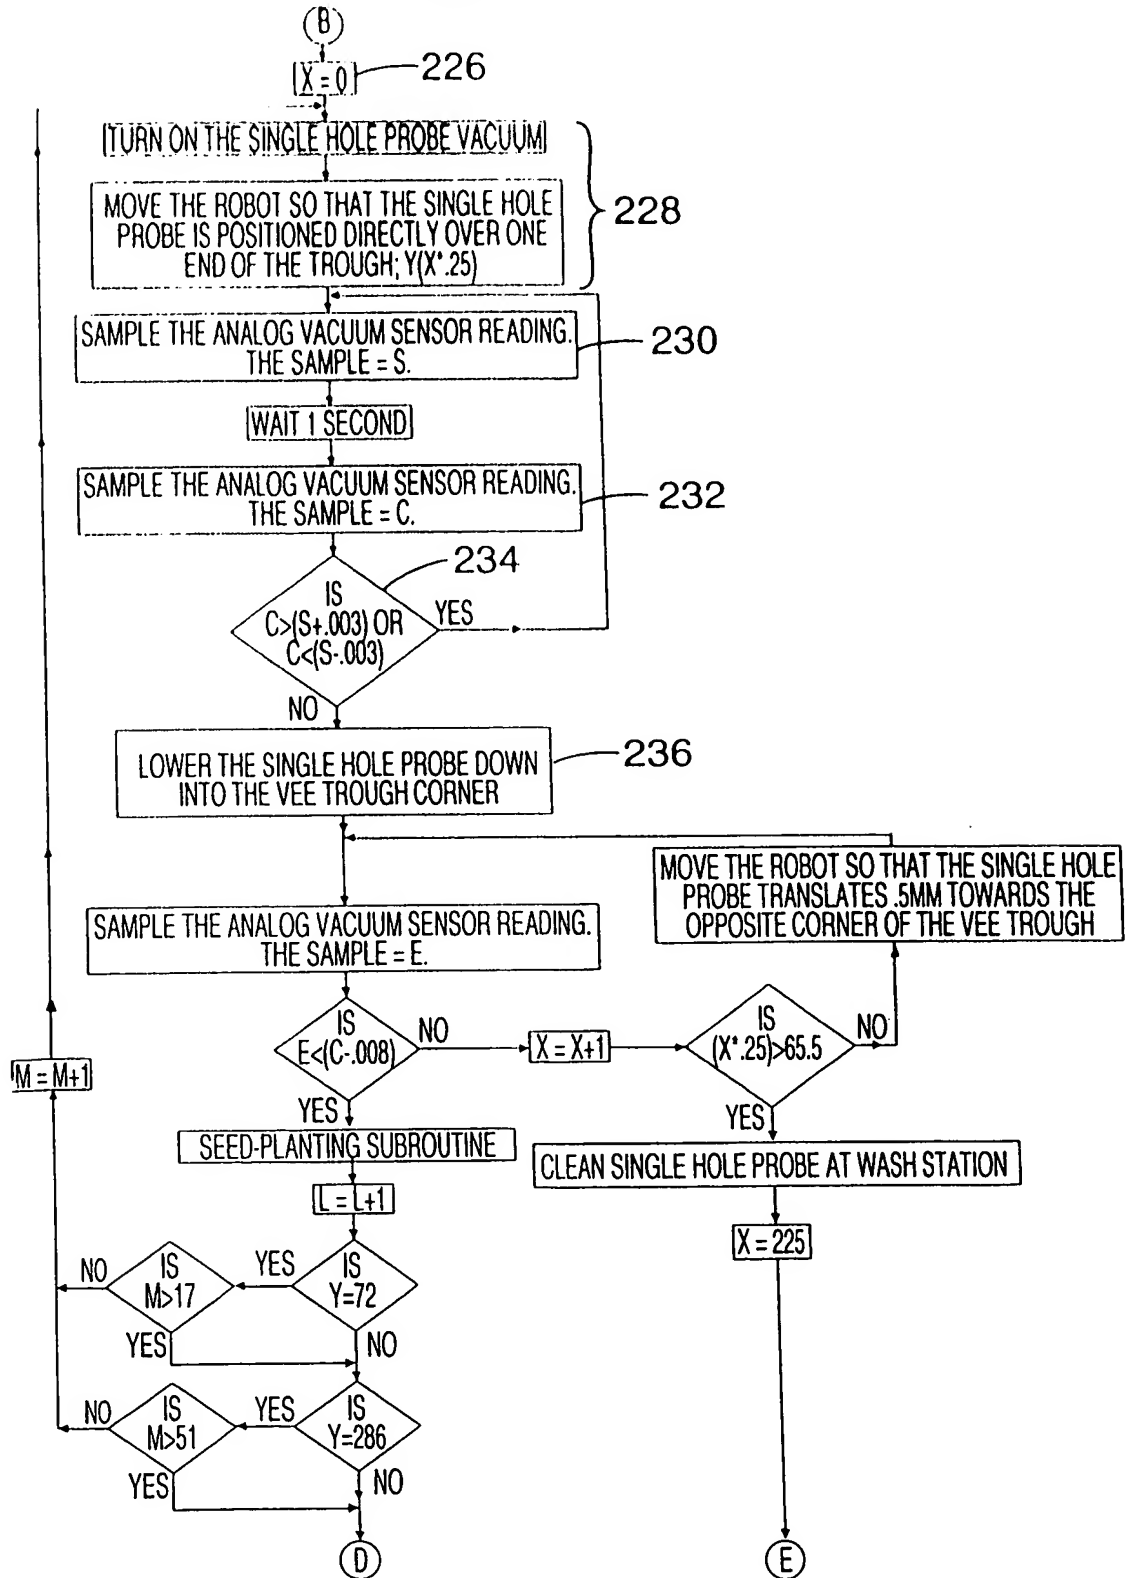 B
X = 0
226
TURN ON THE SINGLE HOLE PROBE VACUUM
MOVE THE ROBOT SO THAT THE SINGLE HOLE
PROBE IS POSITIONED DIRECTLY OVER ONE
END OF THE TROUGH; Y(X*.25)
228
SAMPLE THE ANALOG VACUUM SENSOR READING.
THE SAMPLE = S.
230
WAIT 1 SECOND
SAMPLE THE ANALOG VACUUM SENSOR READING.
THE SAMPLE = C.
232
234
IS
C>(S+.003) OR
C<(S-.003)
YES
NO
LOWER THE SINGLE HOLE PROBE DOWN
INTO THE VEE TROUGH CORNER
236
MOVE THE ROBOT SO THAT THE SINGLE HOLE
PROBE TRANSLATES .5MM TOWARDS THE
OPPOSITE CORNER OF THE VEE TROUGH
SAMPLE THE ANALOG VACUUM SENSOR READING.
THE SAMPLE = E.
IS
E<(C-.008)
NO
X = X+1
IS
(X*.25)>65.5
NO
M = M+1
YES
YES
SEED-PLANTING SUBROUTINE
CLEAN SINGLE HOLE PROBE AT WASH STATION
L = L+1
X = 225
NO
IS
M>17
YES
IS
Y=72
YES
NO
NO
IS
M>51
YES
IS
Y=286
YES
NO
D
E